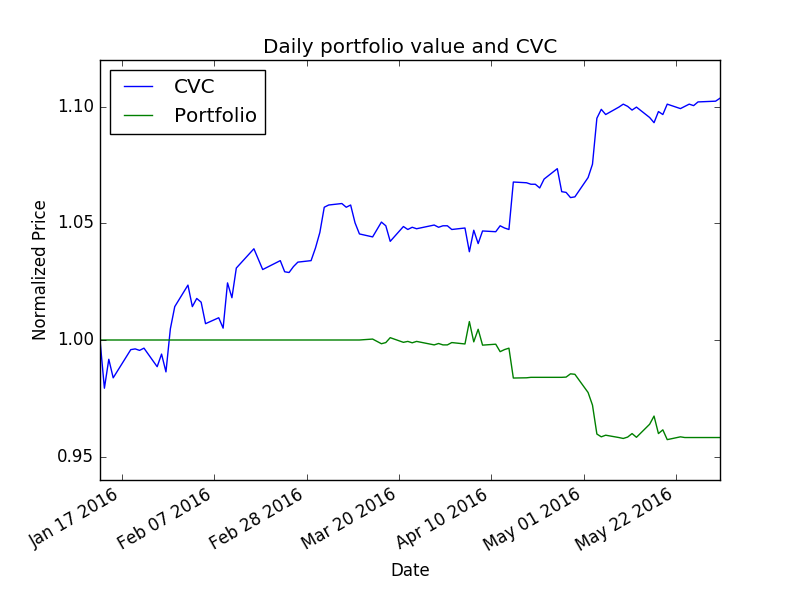 Daily portfolio value and CVC
CVC
Portfolio
Normalized Price
1.10
1.05
1.00
0.95
Jan 17 2016
Feb 07 2016
Feb 28 2016
Mar 20 2016
Apr 10 2016
May 01 2016
May 22 2016
Date